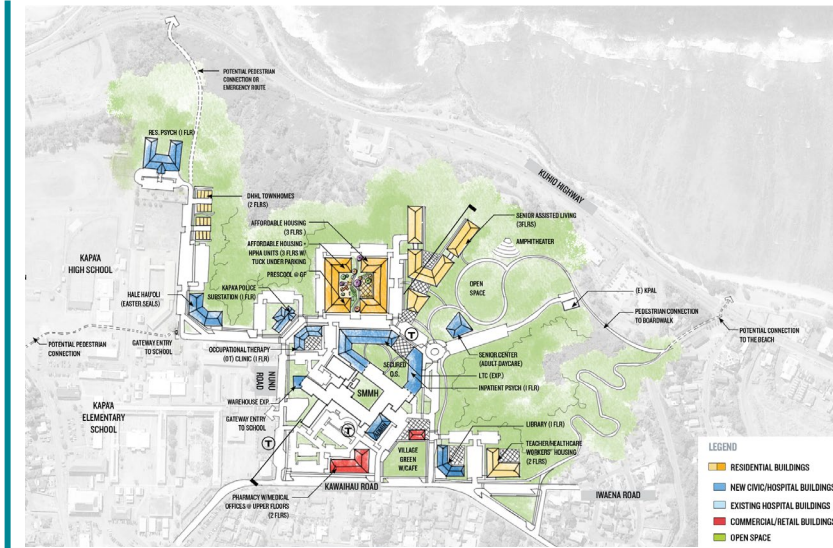 POTENTIAL PEDESTRIAN
CONNECTION OR
EMERGENCY ROUTE
RES. PSYCH (1 FLR)
KUHIO HIGHWAY
DHHL TOWNHOMES
(2 FLRS)
AFFORDABLE HOUSING
(3 FLRS)
AFFORDABLE HOUSING +
HPHA UNITS (3 FLRS W/
TUCK UNDER PARKING
PRESCOOL @ GF
SENIOR ASSISTED LIVING
(3FLRS)
AMPHITHEATER
KAPA'A
HIGH SCHOOL
OPEN
SPACE
(E) KPAL
KAPA'A POLICE
SUBSTATION (1 FLR)
HALE HAU'OLI
(EASTER SEALS)
PEDESTRIAN CONNECTION
TO BOARDWALK
POTENTIAL CONNECTION
TO THE BEACH
POTENTIAL PEDESTRIAN
CONNECTION
GATEWAY ENTRY
TO SCHOOL
OCCUPATIONAL THERAPY
(OT) CLINIC (1 FLR)
T
SENIOR CENTER
(ADULT DAYCARE)
SECURED
O.S.
LTC (EXP.)
INPATIENT PSYCH (1 FLR)
NUNU
ROAD
SMMH
WAREHOUSE EXP.
KAPA'A
ELEMENTARY
SCHOOL
GATEWAY ENTRY
TO SCHOOL
T
T
LIBRARY (1 FLR)
TEACHER/HEALTHCARE
WORKERS' HOUSING
(2 FLRS)
VILLAGE
GREEN
W/CAFE
KAWAIHAU ROAD
IWAENA ROAD
PHARMACY W/MEDICAL
OFFICES @ UPPER FLOORS
(2 FLRS)
LEGEND
RESIDENTIAL BUILDINGS
NEW CIVIC/HOSPITAL BUILDINGS
EXISTING HOSPITAL BUILDINGS
COMMERCIAL/RETAIL BUILDINGS
OPEN SPACE